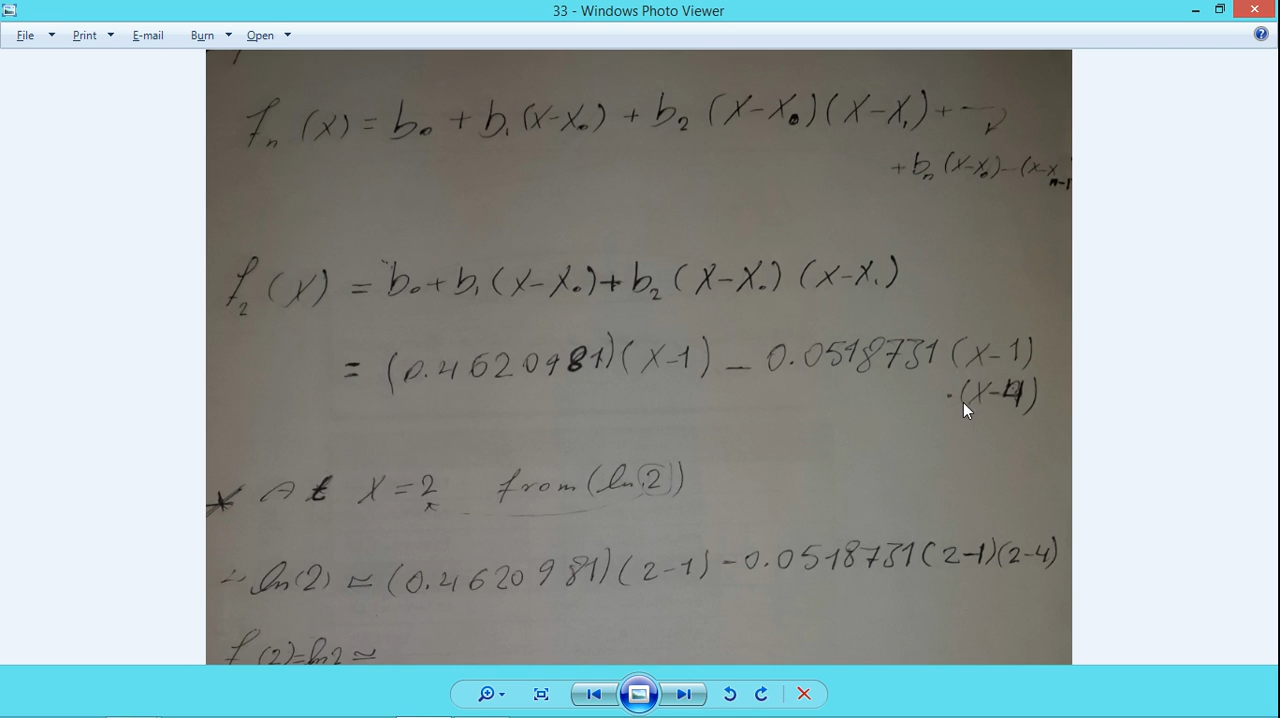 33 - Windows Photo Viewer
File Print E-mail Burn Open
fₙ (x) = b₀ + b₁(x-x₀) + b₂ (x-x₀)(x-x₁) + ---
+ bₙ (x-x₀)---(x-xₙ₋₁
f₂ (x) = b₀+b₁(x-x₀)+b₂(x-x₀)(x-x₁)
= (0.4620981)(x-1) - 0.0518731(x-1)
.(x-4)
* At x=2 from (ln 2)
∴ ln(2) ≃ (0.4620981)(2-1)-0.0518731(2-1)(2-4)
f(2)=ln2≃